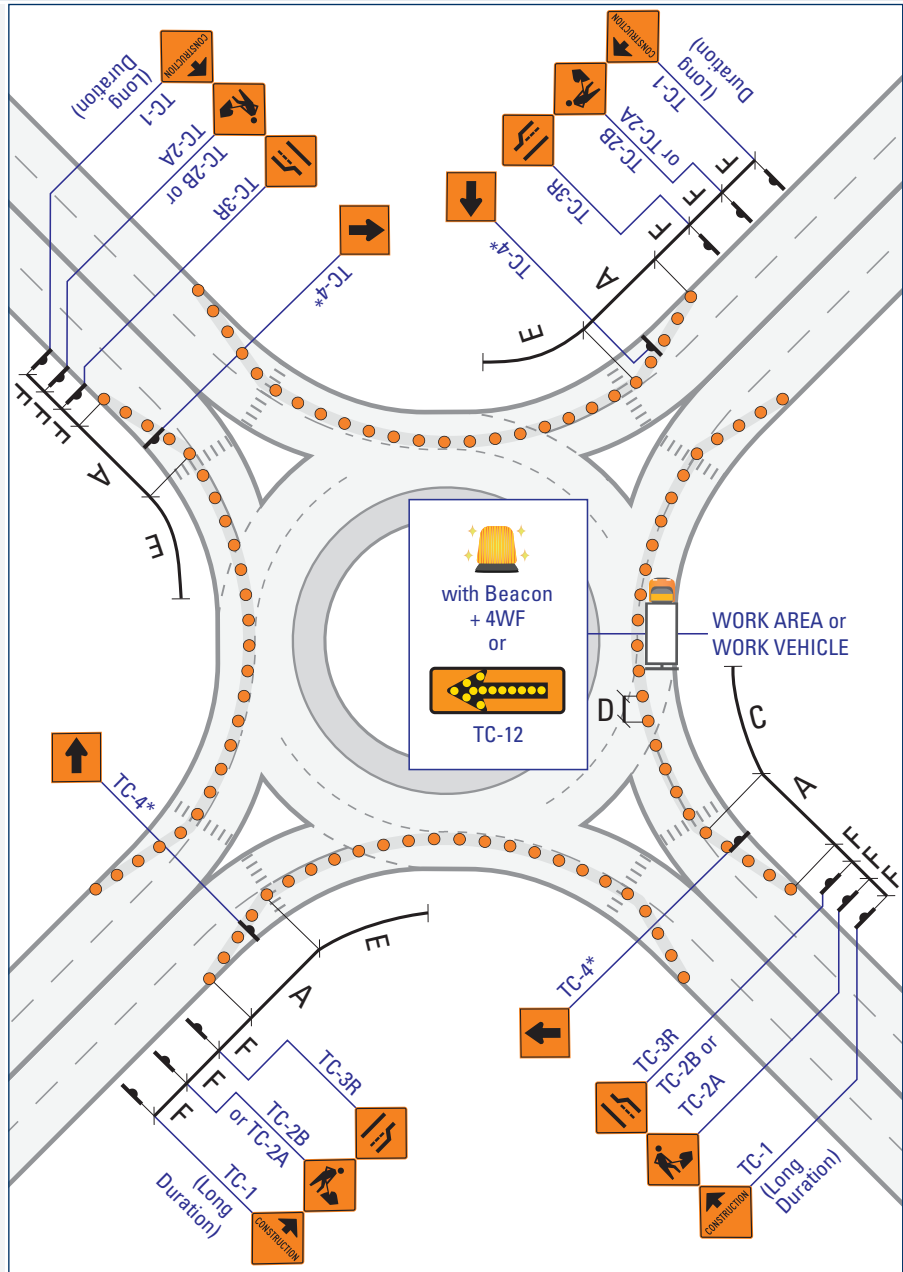 CONSTRUCTION
TC-1
(Long
Duration)
TC-2B or
TC-2A
TC-3R
TC-4*
F
F
F
A
E
CONSTRUCTION
TC-1
(Long
Duration)
TC-2B
or TC-2A
TC-3R
TC-4*
F
F
F
A
E
with Beacon
+ 4WF
or
TC-12
WORK AREA or
WORK VEHICLE
D
C
A
F
F
F
TC-4*
TC-3R
TC-2B or
TC-2A
TC-1
(Long
Duration)
CONSTRUCTION
TC-4*
E
A
F
F
F
TC-3R
TC-2B
or TC-2A
TC-1
(Long
Duration)
CONSTRUCTION